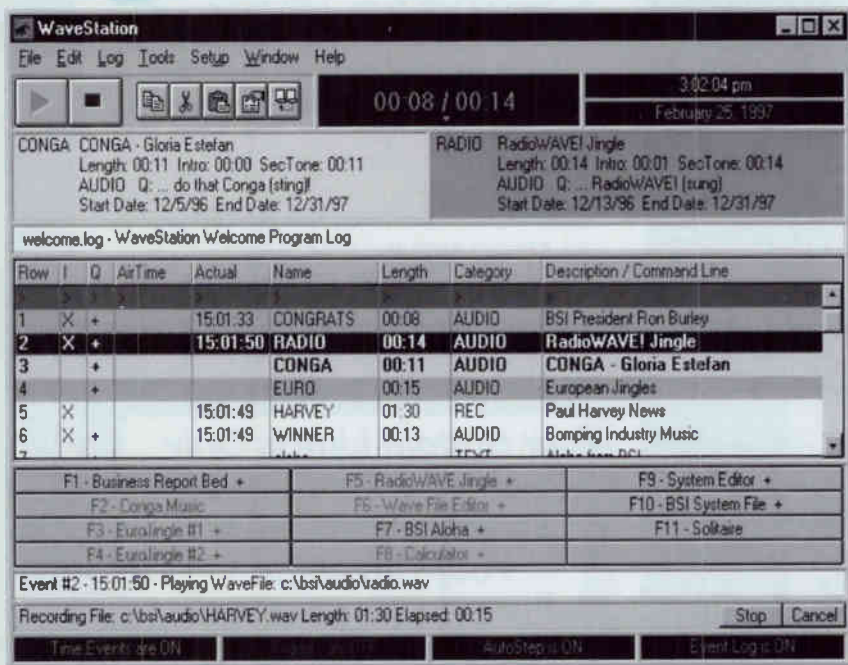 WaveStation
File Edit Log Tools Setup Window Help
00:08 / 00:14
3:02:04 pm
February 25, 1997
CONGA CONGA - Gloria Estefan
Length: 00:11 Intro: 00:00 SecTone: 00:11
AUDIO Q: ... do that Conga (sting)!
Start Date: 12/5/96 End Date: 12/31/97
RADIO RadioWAVE! Jingle
Length: 00:14 Intro: 00:01 SecTone: 00:14
AUDIO Q: ... RadioWAVE! (sung)
Start Date: 12/13/96 End Date: 12/31/97
welcome.log - WaveStation Welcome Program Log
Row I Q AirTime Actual Name Length Category Description / Command Line
1 X + 15:01:33 CONGRATS 00:08 AUDIO BSI President Ron Burley
2 X + 15:01:50 RADIO 00:14 AUDIO RadioWAVE! Jingle
3 + CONGA 00:11 AUDIO CONGA - Gloria Estefan
4 + EURO 00:15 AUDIO European Jingles
5 X 15:01:49 HARVEY 01:30 REC Paul Harvey News
6 X + 15:01:49 WINNER 00:13 AUDIO Bomping Industry Music
F1 - Business Report Bed +
F5 - RadioWAVE Jingle +
F9 - System Editor +
F2 - Conga Music
F6 - Wave File Editor +
F10 - BSI System File +
F3 - EuroJingle #1 +
F7 - BSI Aloha +
F11 - Solitaire
F4 - EuroJingle #2 +
F8 - Calculator +
Event #2 - 15:01:50 - Playing WaveFile: c:\bsi\audio\radio.wav
Recording File: c:\bsi\audio\HARVEY.wav Length: 01:30 Elapsed: 00:15
Stop Cancel
Time Events are ON
AutoStep is ON
Event Log is ON